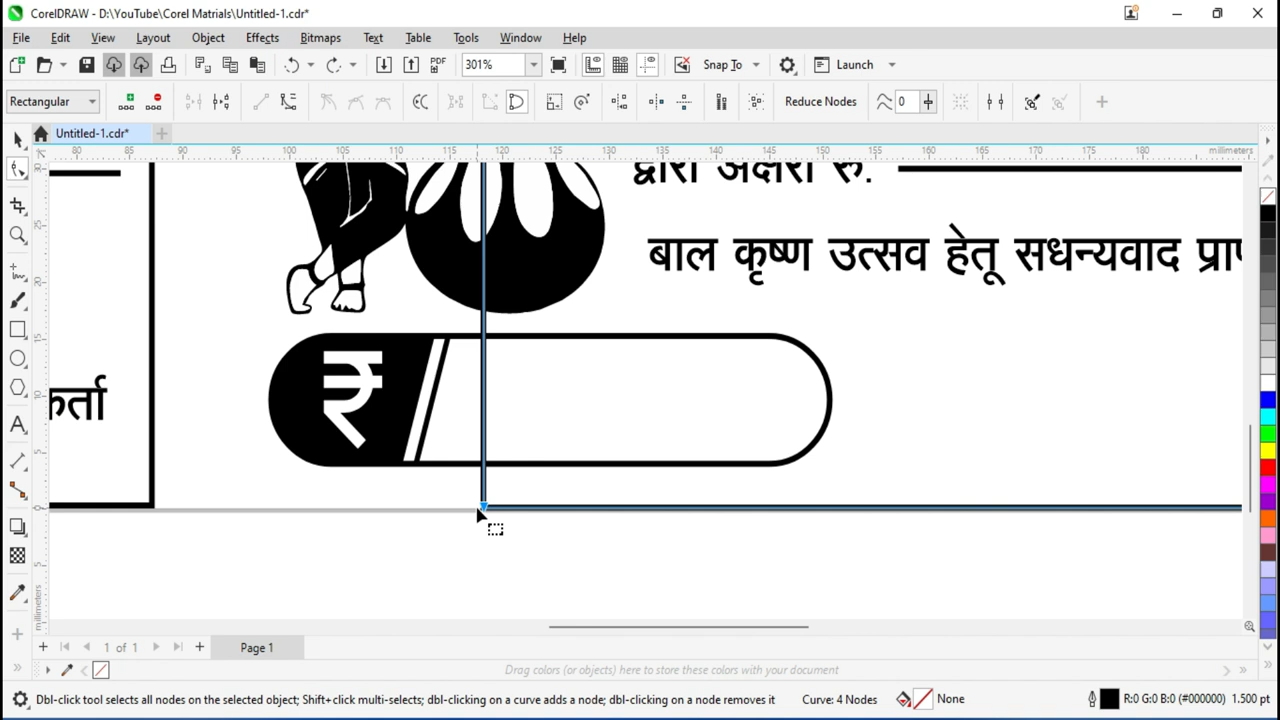 CorelDRAW - D:\YouTube\Corel Matrials\Untitled-1.cdr*
File Edit View Layout Object Effects Bitmaps Text Table Tools Window Help
PDF 301% Snap To Launch
Rectangular Reduce Nodes 0
Untitled-1.cdr*
80 85 90 95 100 105 110 115 120 125 130 135 140 145 150 155 160 165 170 175 180 millimeters
द्वारा अक्षरी रु.
बाल कृष्ण उत्सव हेतू सधन्यवाद
₹
1 of 1 Page 1
Drag colors (or objects) here to store these colors with your document
Dbl-click tool selects all nodes on the selected object; Shift+click multi-selects; dbl-clicking on a curve adds a node; dbl-clicking on a node removes it Curve: 4 Nodes None R:0 G:0 B:0 (#000000) 1.500 pt